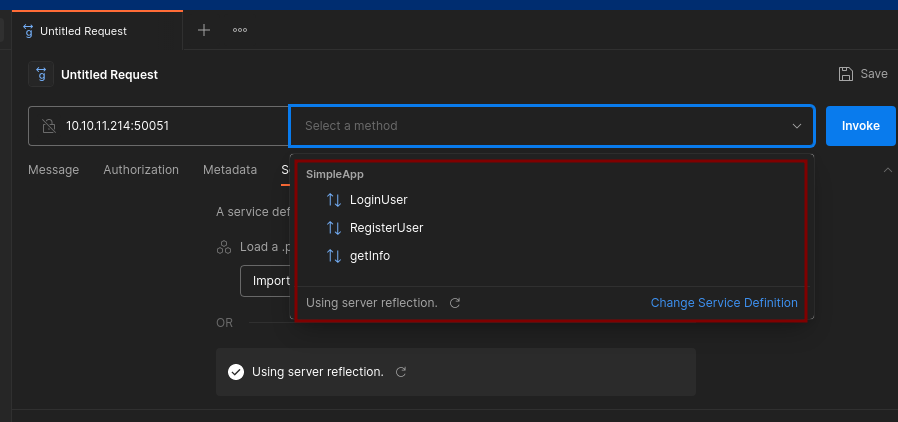 Untitled Request
Untitled Request
Save
10.10.11.214:50051
Select a method
Invoke
Message
Authorization
Metadata
SimpleApp
LoginUser
RegisterUser
getInfo
A service def
Load a .p
Import
Using server reflection.
Change Service Definition
OR
Using server reflection.